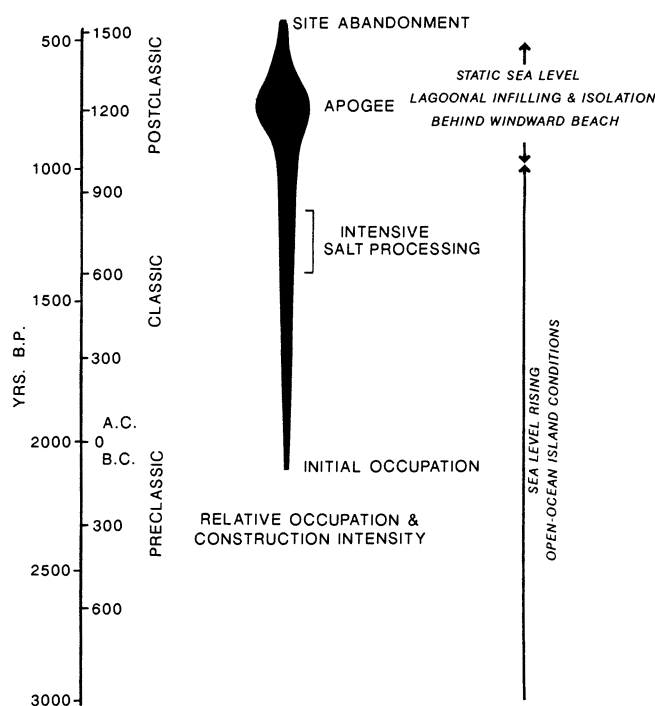 SITE ABANDONMENT
APOGEE
INTENSIVE
SALT PROCESSING
INITIAL OCCUPATION
RELATIVE OCCUPATION &
CONSTRUCTION INTENSITY
STATIC SEA LEVEL
LAGOONAL INFILLING & ISOLATION
BEHIND WINDWARD BEACH
SEA LEVEL RISING
OPEN-OCEAN ISLAND CONDITIONS
YRS. B.P.
500
1000
1500
2000
2500
3000
1500
1200
900
600
300
A.C.
0
B.C.
300
600
POSTCLASSIC
CLASSIC
PRECLASSIC